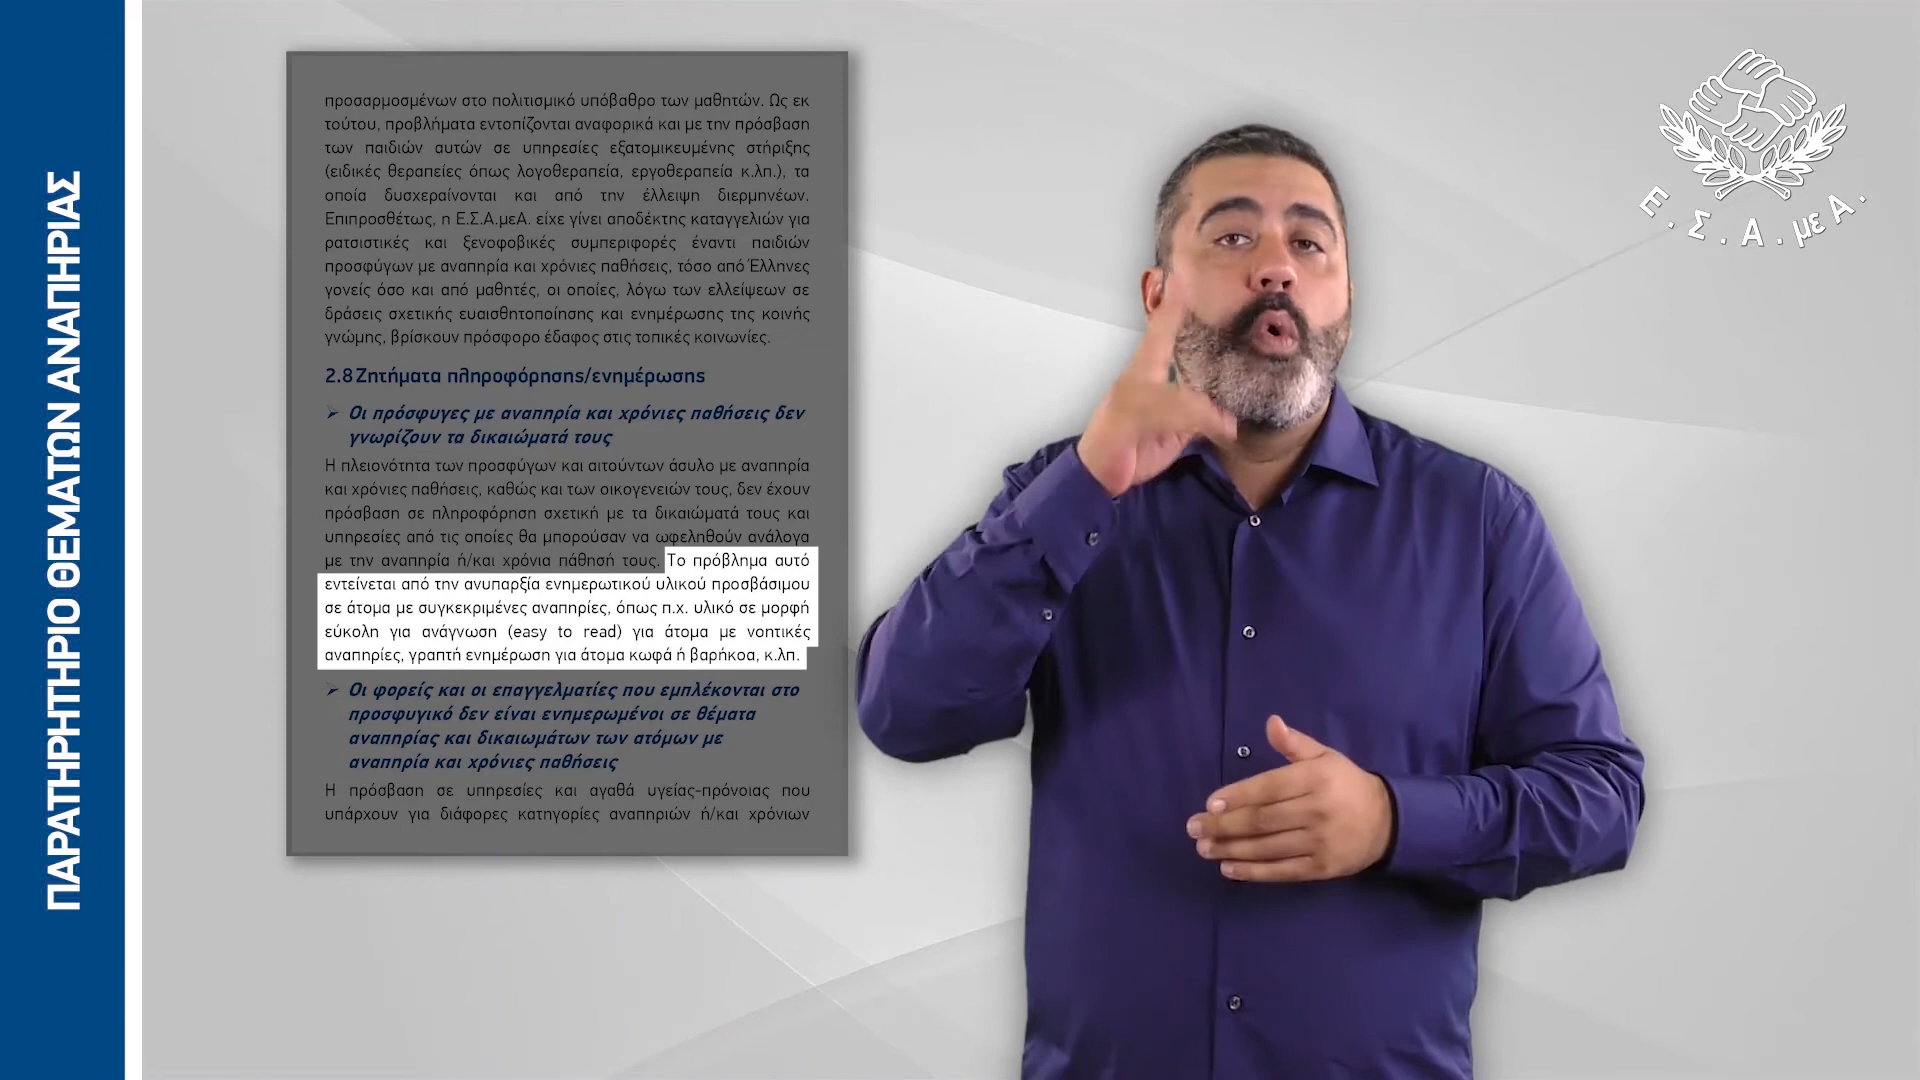 ΠΑΡΑΤΗΡΗΤΗΡΙΟ ΘΕΜΑΤΩΝ ΑΝΑΠΗΡΙΑΣ
προσαρμοσμένων στο πολιτισμικό υπόβαθρο των μαθητών. Ως εκ
τούτου, προβλήματα εντοπίζονται αναφορικά και με την πρόσβαση
των παιδιών αυτών σε υπηρεσίες εξατομικευμένης στήριξης
(ειδικές θεραπείες όπως λογοθεραπεία, εργοθεραπεία κ.λπ.), τα
οποία δυσχεραίνονται και από την έλλειψη διερμηνέων.
Επιπροσθέτως, η Ε.Σ.Α.μεΑ. είχε γίνει αποδέκτης καταγγελιών για
ρατσιστικές και ξενοφοβικές συμπεριφορές έναντι παιδιών
προσφύγων με αναπηρία και χρόνιες παθήσεις, τόσο από Έλληνες
γονείς όσο και από μαθητές, οι οποίες, λόγω των ελλείψεων σε
δράσεις σχετικής ευαισθητοποίησης και ενημέρωσης της κοινής
γνώμης, βρίσκουν πρόσφορο έδαφος στις τοπικές κοινωνίες.
2.8 Ζητήματα πληροφόρησης/ενημέρωσης
➢ Οι πρόσφυγες με αναπηρία και χρόνιες παθήσεις δεν
γνωρίζουν τα δικαιώματά τους
Η πλειονότητα των προσφύγων και αιτούντων άσυλο με αναπηρία
και χρόνιες παθήσεις, καθώς και των οικογενειών τους, δεν έχουν
πρόσβαση σε πληροφόρηση σχετική με τα δικαιώματά τους και
υπηρεσίες από τις οποίες θα μπορούσαν να ωφεληθούν ανάλογα
με την αναπηρία ή/και χρόνια πάθησή τους. Το πρόβλημα αυτό
εντείνεται από την ανυπαρξία ενημερωτικού υλικού προσβάσιμου
σε άτομα με συγκεκριμένες αναπηρίες, όπως π.χ. υλικό σε μορφή
εύκολη για ανάγνωση (easy to read) για άτομα με νοητικές
αναπηρίες, γραπτή ενημέρωση για άτομα κωφά ή βαρήκοα, κ.λπ.
➢ Οι φορείς και οι επαγγελματίες που εμπλέκονται στο
προσφυγικό δεν είναι ενημερωμένοι σε θέματα
αναπηρίας και δικαιωμάτων των ατόμων με
αναπηρία και χρόνιες παθήσεις
Η πρόσβαση σε υπηρεσίες και αγαθά υγείας-πρόνοιας που
υπάρχουν για διάφορες κατηγορίες αναπηριών ή/και χρόνιων
Ε.Σ.Α.μεΑ.